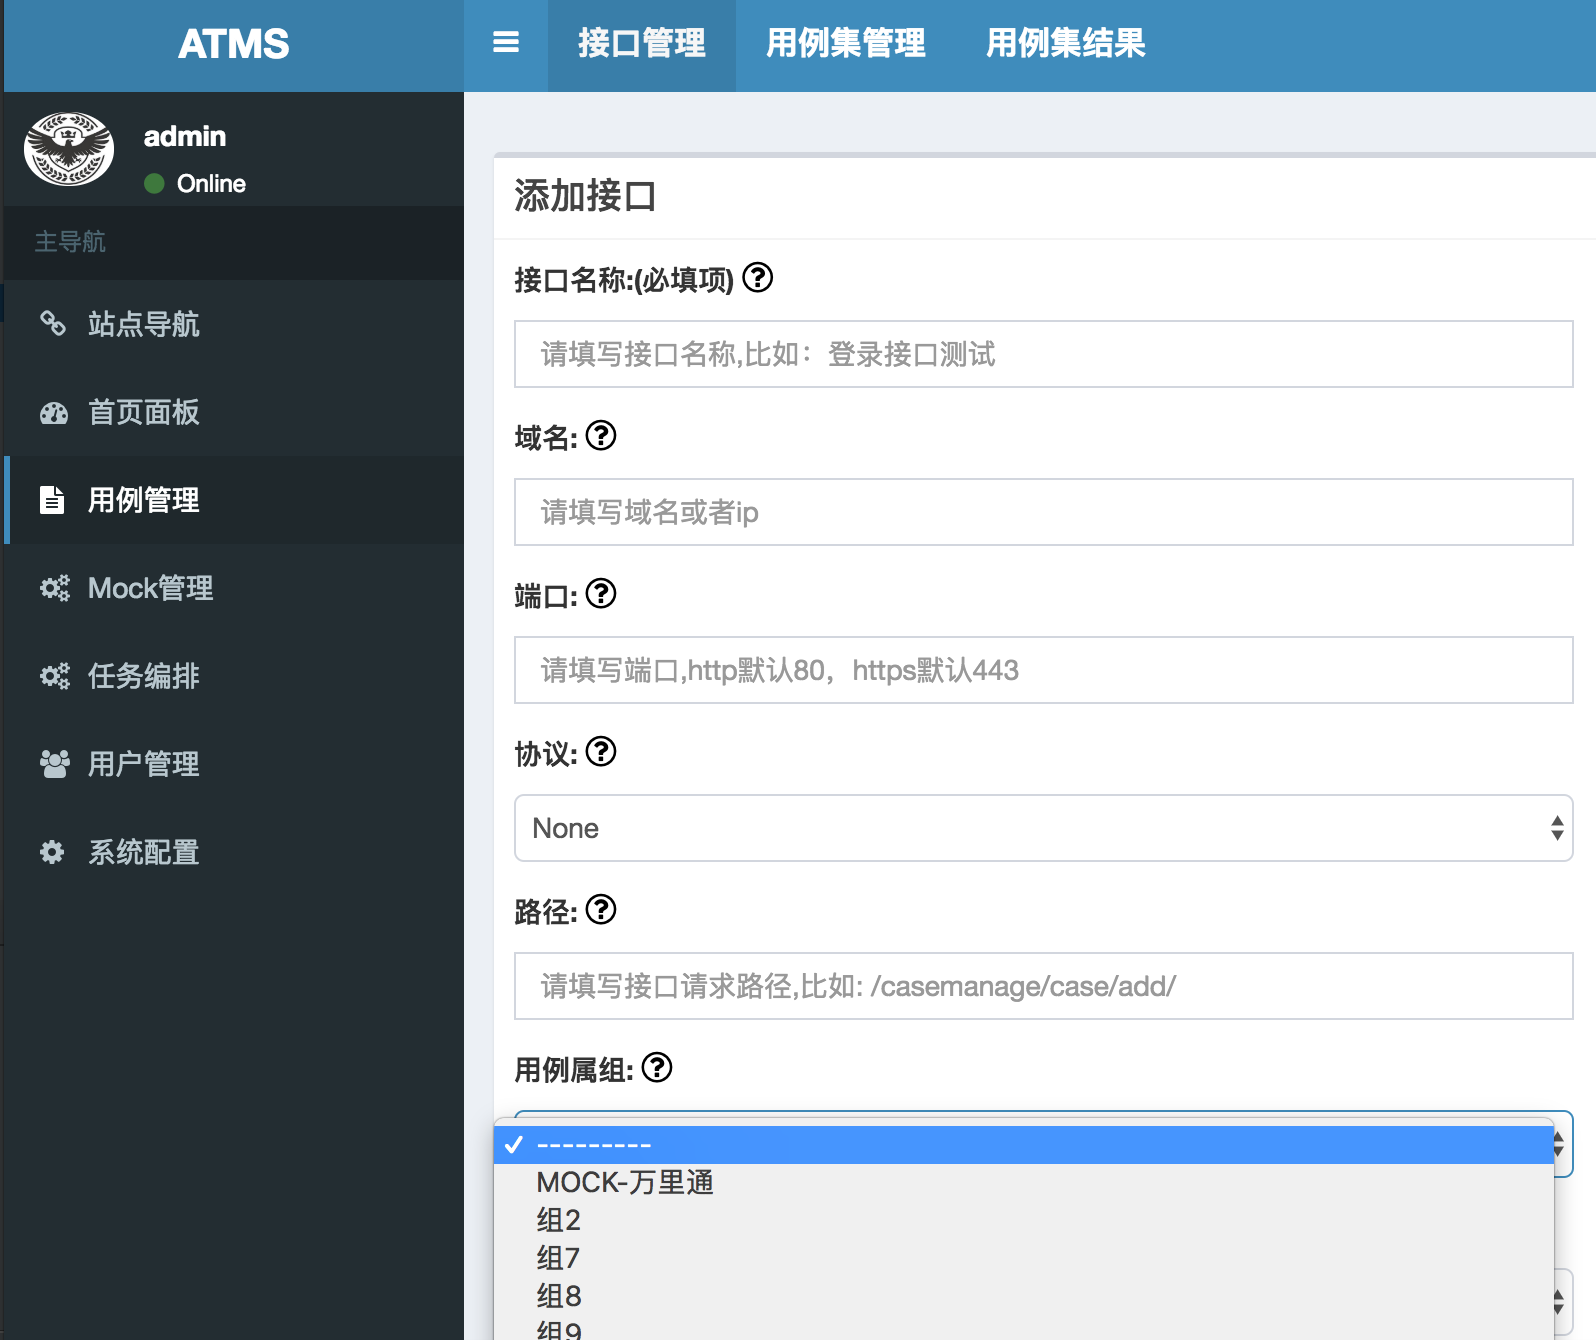 ATMS
接口管理
用例集管理
用例集结果
admin
Online
主导航
站点导航
首页面板
用例管理
Mock管理
任务编排
用户管理
系统配置
添加接口
接口名称:(必填项)
请填写接口名称,比如：登录接口测试
域名:
请填写域名或者ip
端口:
请填写端口,http默认80，https默认443
协议:
None
路径:
请填写接口请求路径,比如: /casemanage/case/add/
用例属组:
---------
MOCK-万里通
组2
组7
组8
组9